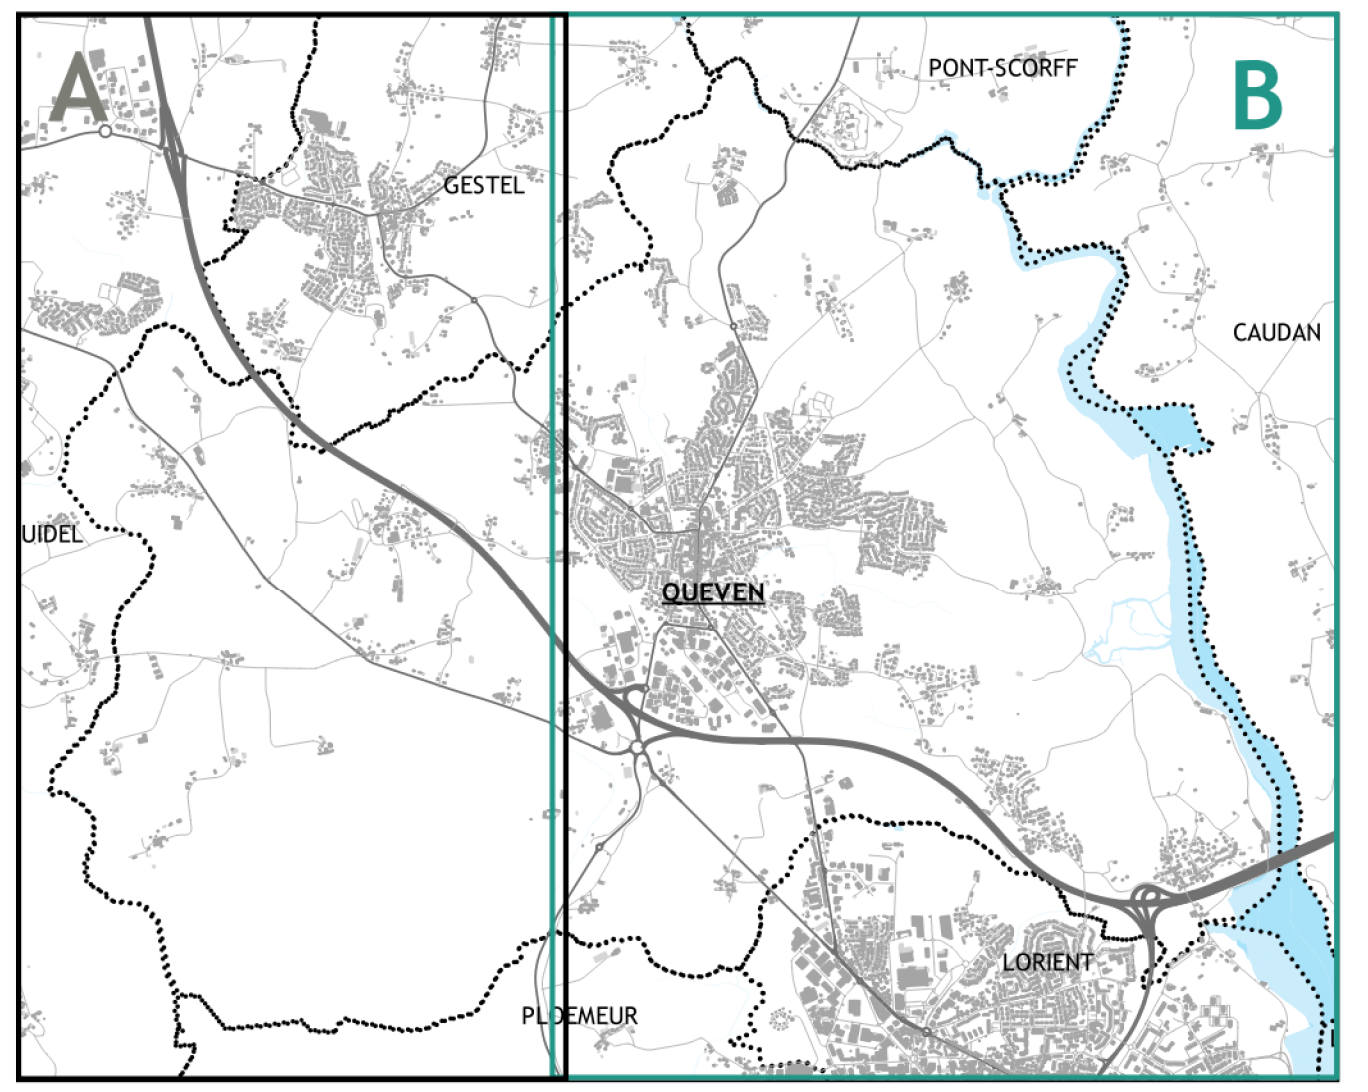 A
B
PONT-SCORFF
GESTEL
CAUDAN
UIDEL
QUEVEN
LORIENT
PLOEMEUR